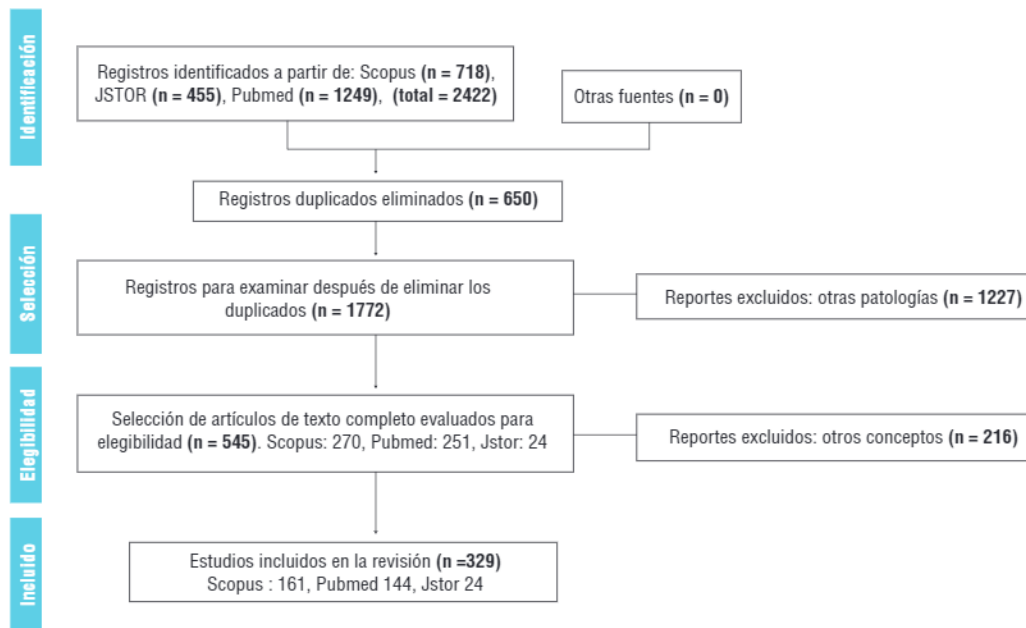 Identificación
Registros identificados a partir de: Scopus (n = 718),
JSTOR (n = 455), Pubmed (n = 1249), (total = 2422)
Otras fuentes (n = 0)
Registros duplicados eliminados (n = 650)
Selección
Registros para examinar después de eliminar los
duplicados (n = 1772)
Reportes excluidos: otras patologías (n = 1227)
Elegibilidad
Selección de artículos de texto completo evaluados para
elegibilidad (n = 545). Scopus: 270, Pubmed: 251, Jstor: 24
Reportes excluidos: otros conceptos (n = 216)
Incluido
Estudios incluidos en la revisión (n =329)
Scopus : 161, Pubmed 144, Jstor 24